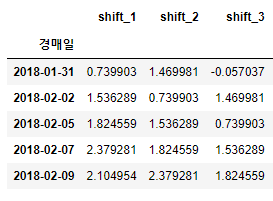 shift_1 shift_2 shift_3
경매일
2018-01-31 0.739903 1.469981 -0.057037
2018-02-02 1.536289 0.739903 1.469981
2018-02-05 1.824559 1.536289 0.739903
2018-02-07 2.379281 1.824559 1.536289
2018-02-09 2.104954 2.379281 1.824559